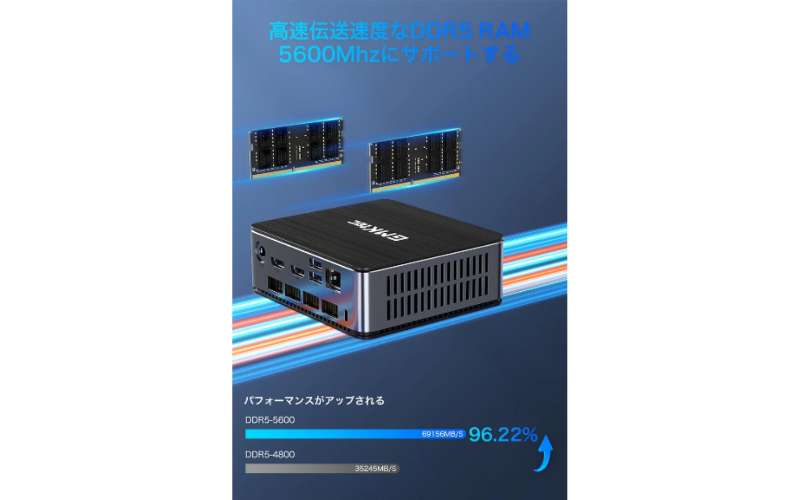 高速伝送速度なDDR5 RAM
5600Mhzにサポートする
GMKTEC
パフォーマンスがアップされる
DDR5-5600
69156MB/S
96.22%
DDR5-4800
35245MB/S